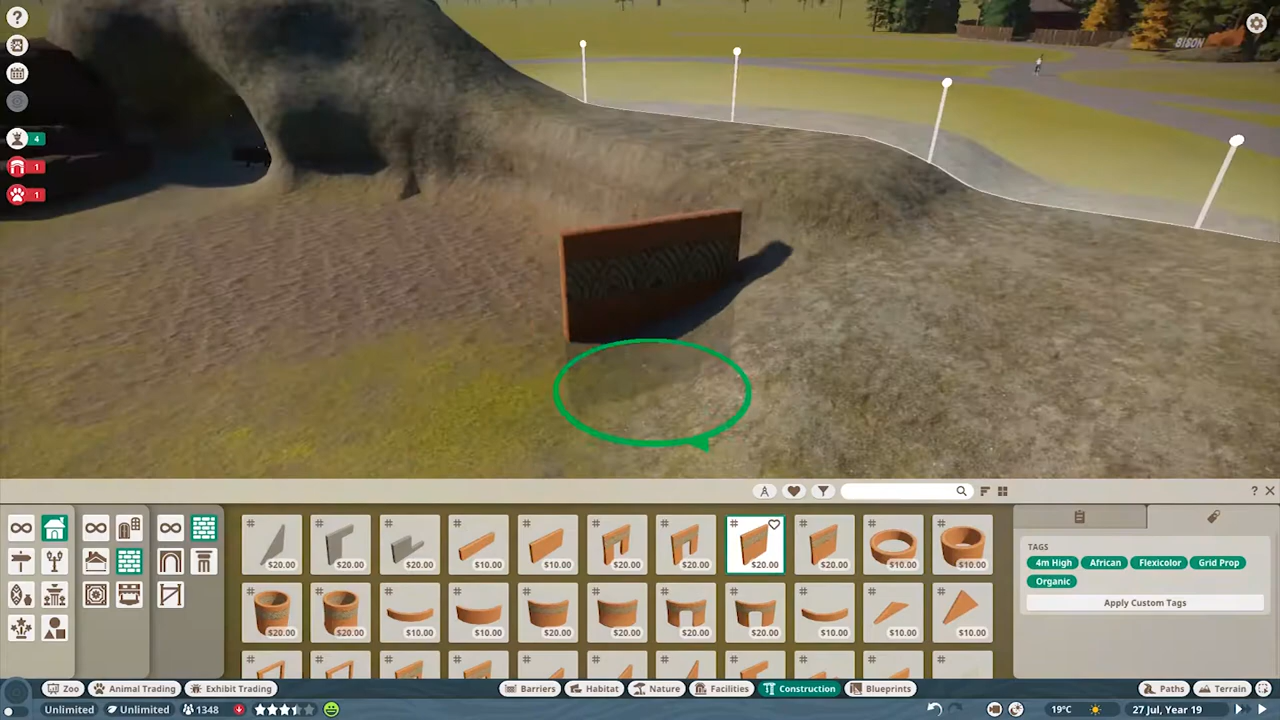 ?
BISON
4
1
1
? ×
$20.00 $20.00 $20.00 $10.00 $10.00 $20.00 $20.00 $20.00 $20.00 $10.00 $10.00
TAGS
4m High African Flexicolor Grid Prop
Organic
Apply Custom Tags
$20.00 $20.00 $10.00 $10.00 $20.00 $20.00 $20.00 $20.00 $10.00 $10.00 $10.00
Zoo Animal Trading Exhibit Trading Barriers Habitat Nature Facilities Construction Blueprints Paths Terrain
Unlimited Unlimited 1348 19°C 27 Jul, Year 19